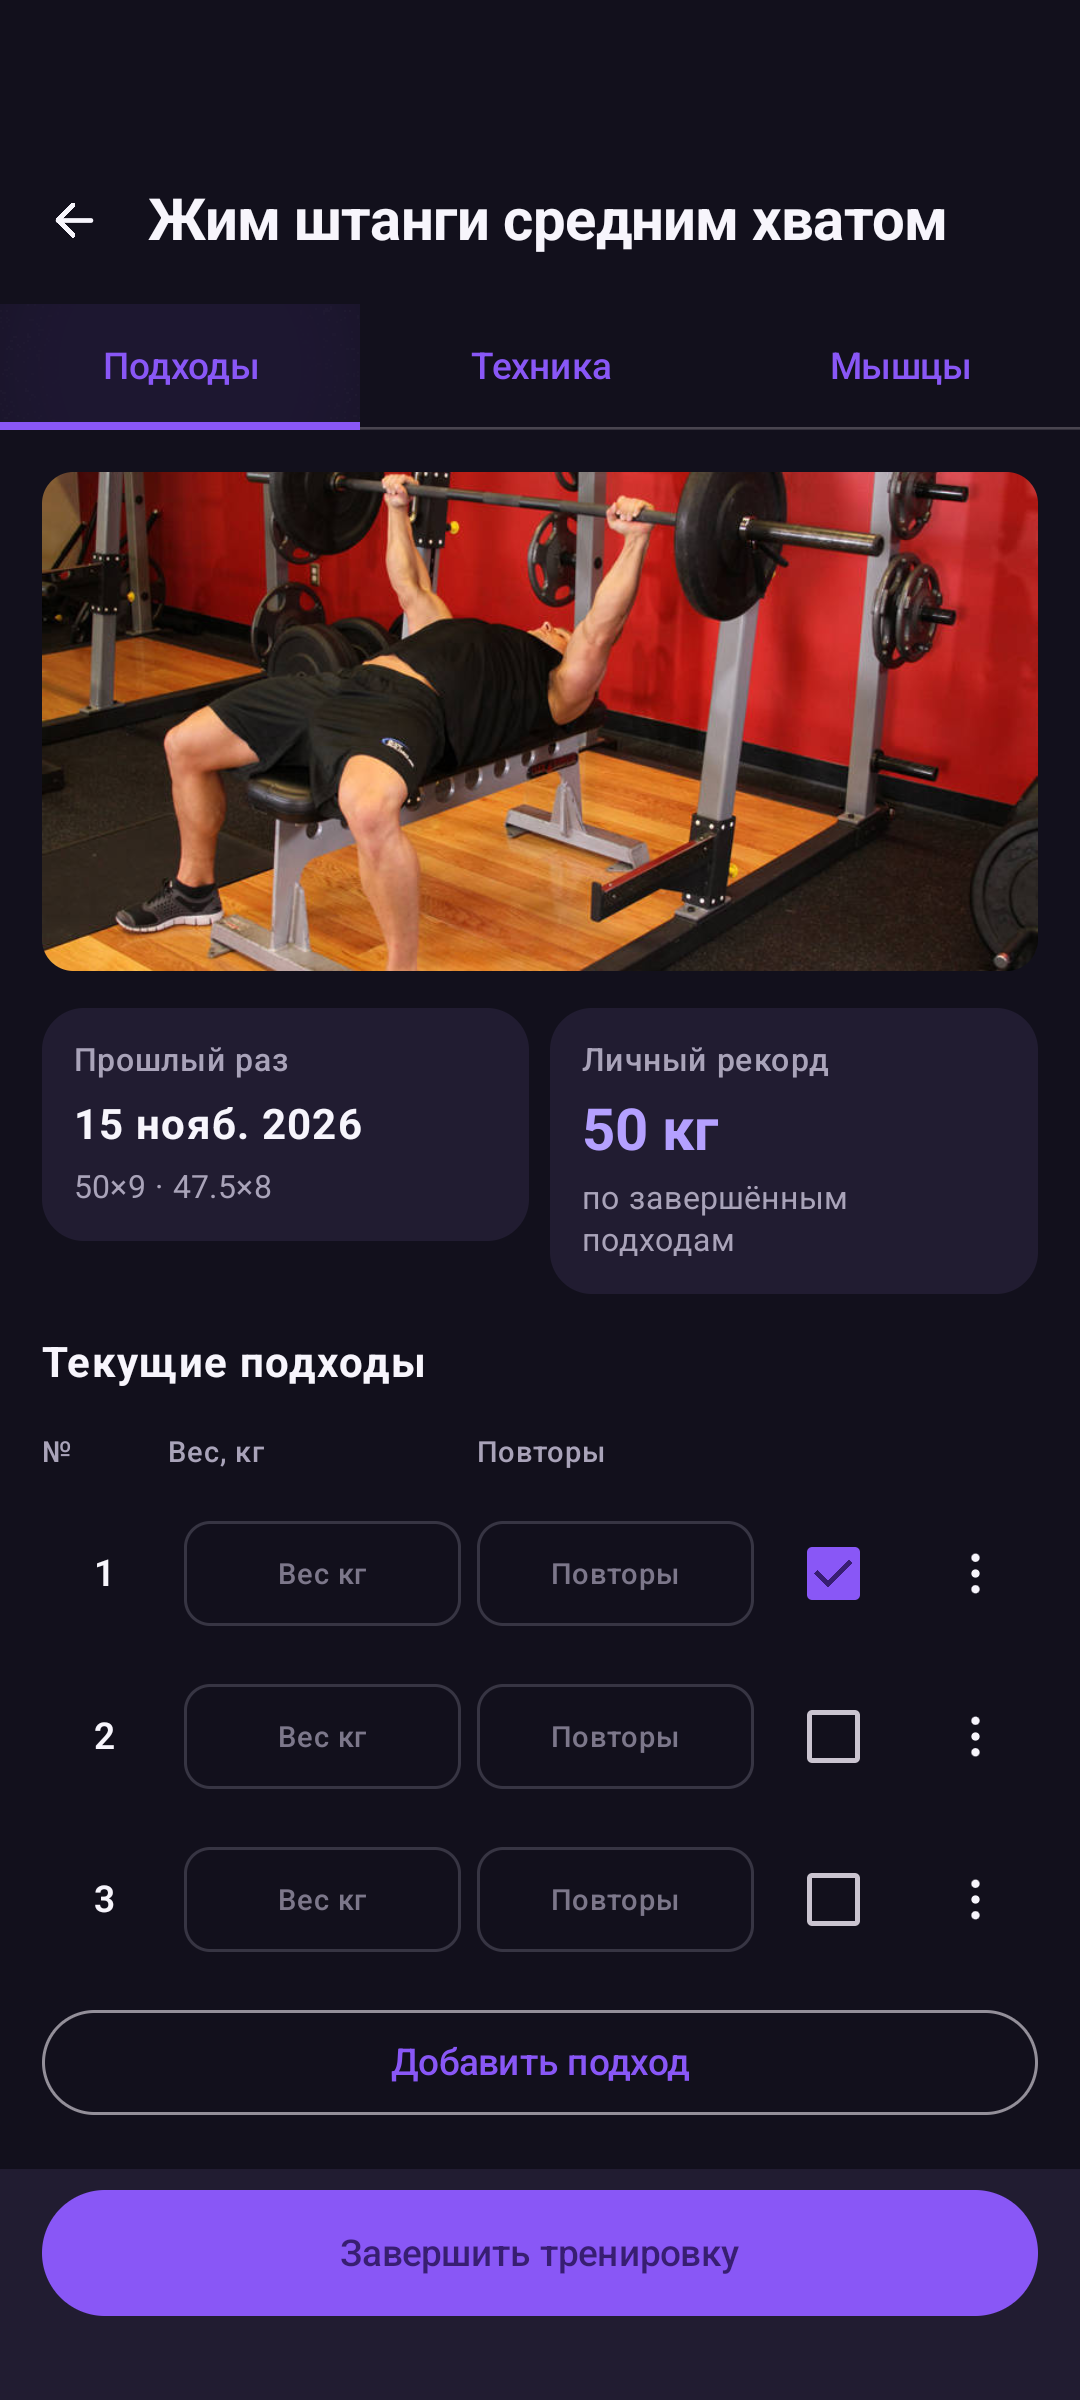 Жим штанги средним хватом
Подходы
Техника
Мышцы
Прошлый раз
15 нояб. 2026
50×9 · 47.5×8
Личный рекорд
50 кг
по завершённым
подходам
Текущие подходы
№ Вес, кг Повторы
1 Вес кг Повторы
2 Вес кг Повторы
3 Вес кг Повторы
Добавить подход
Завершить тренировку